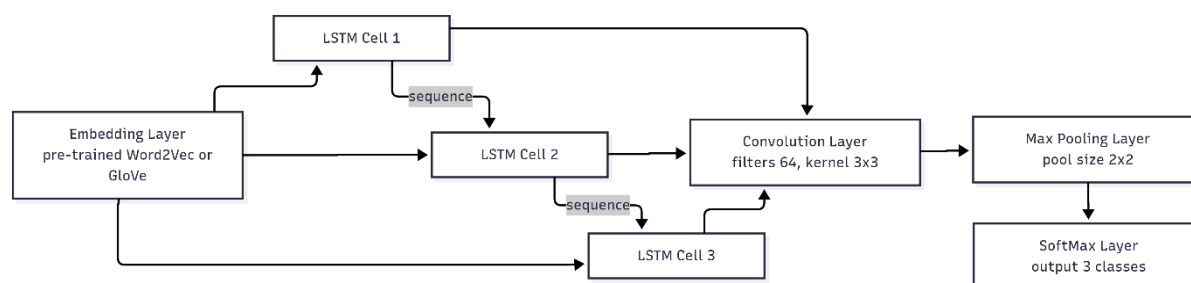 LSTM Cell 1
sequence
Embedding Layer
pre-trained Word2Vec or
GloVe
LSTM Cell 2
sequence
LSTM Cell 3
Convolution Layer
filters 64, kernel 3x3
Max Pooling Layer
pool size 2x2
SoftMax Layer
output 3 classes